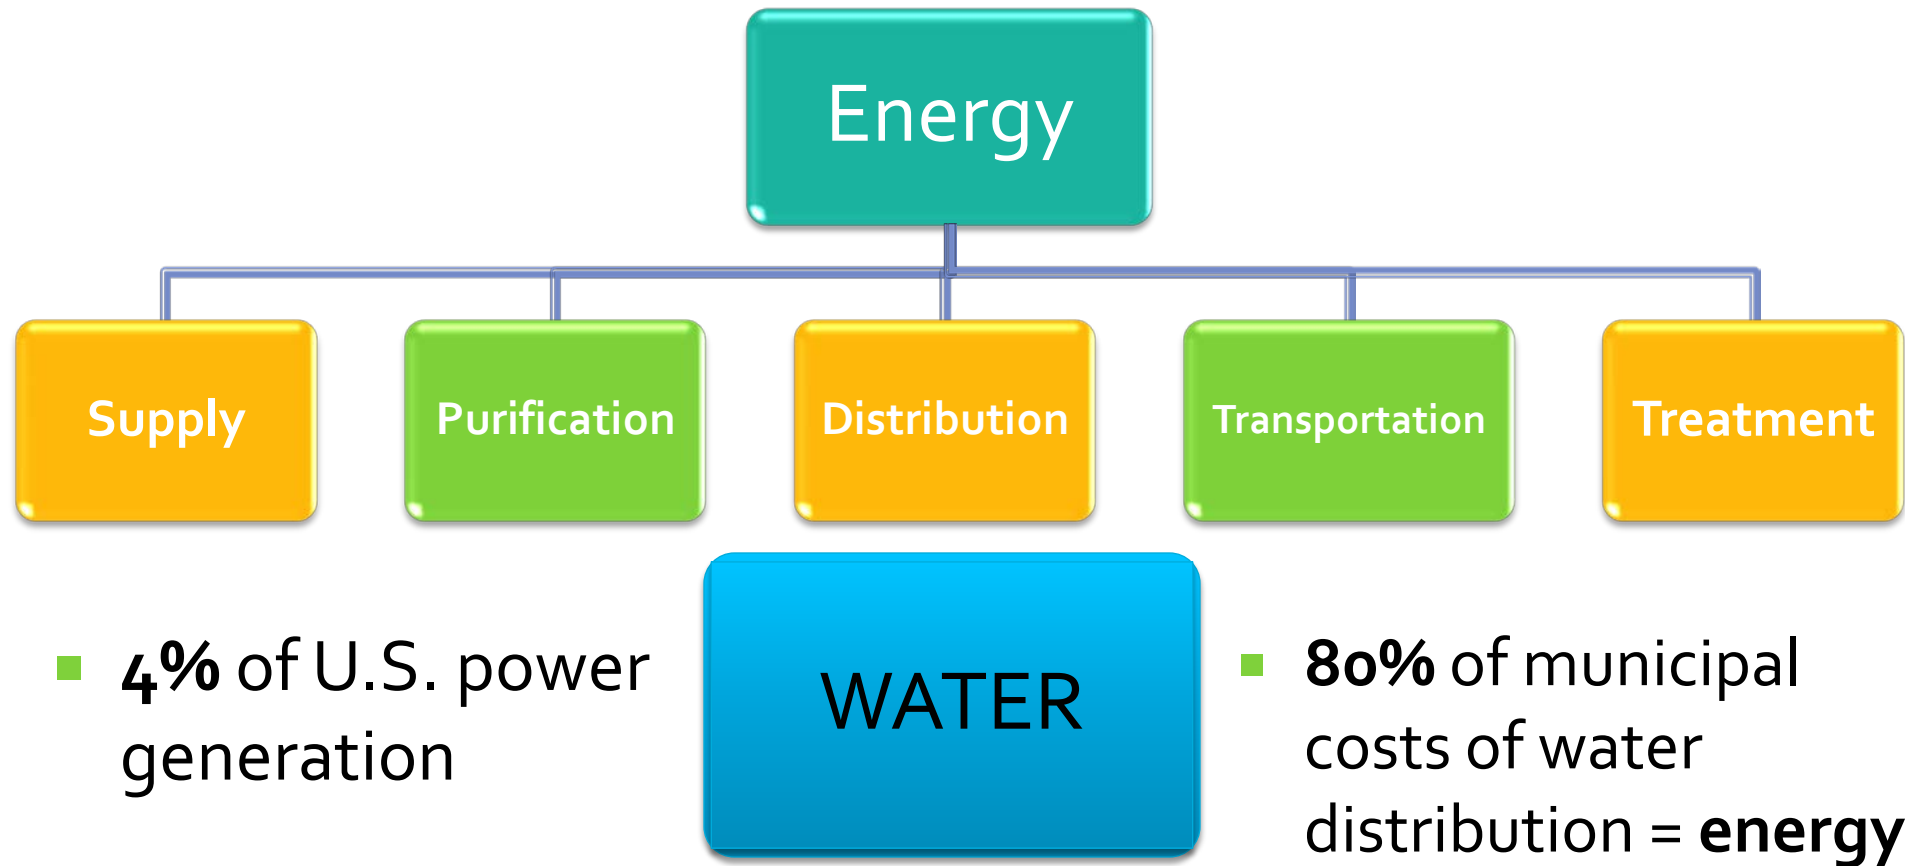 Energy
Supply
Purification
Distribution
Transportation
Treatment
4% of U.S. power
generation
WATER
80% of municipal
costs of water
distribution = energy